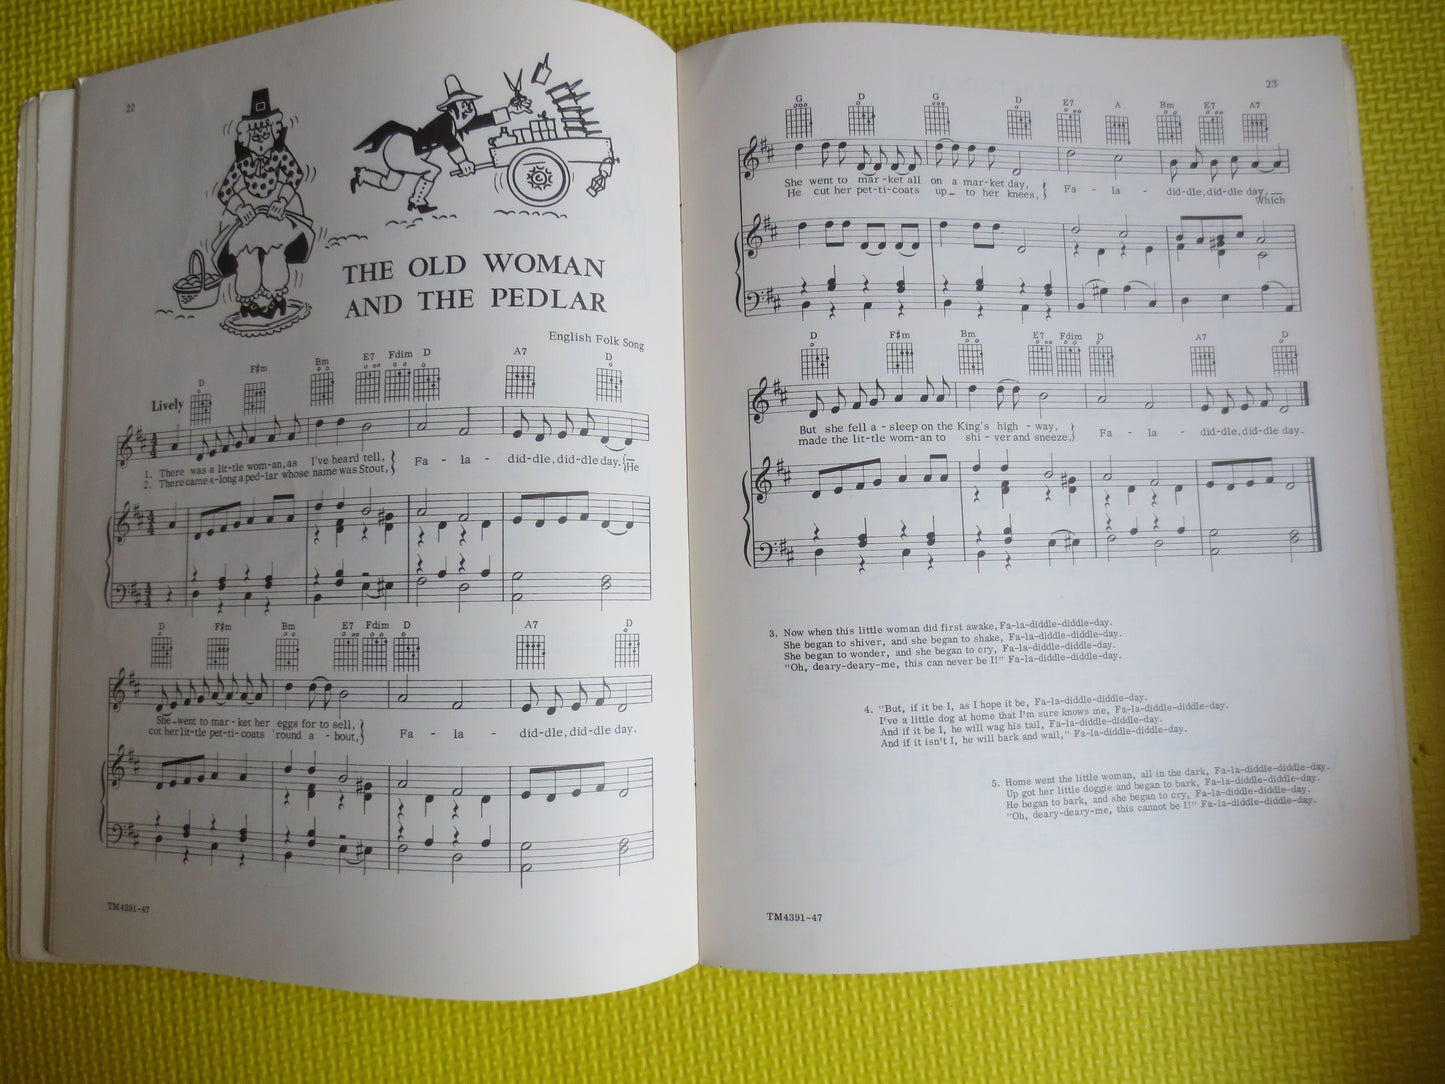 22
THE OLD WOMAN
AND THE PEDLAR
English Folk Song
D F♯m Bm E7 Fdim D A7 D
Lively
1. There was a lit-tle wom-an, as I've heard tell, Fa - la - did-dle, did-dle day.
2. There came a-long a ped-lar whose name was Stout, He
D F♯m Bm E7 Fdim D A7 D
She went to mar-ket her eggs for to sell, Fa - la - did-dle, did-dle day.
cut her lit-tle pet-ti-coats 'round a - bout,
TM4391-47
23
G D G D E7 A Bm E7 A7
She went to mar-ket all on a mar-ket day, Fa - la - did-dle, did-dle day.
He cut her pet-ti-coats up to her knees, Which
D F♯m Bm E7 Fdim D A7 D
But she fell a-sleep on the King's high-way, Fa - la - did-dle, did-dle day.
made the lit-tle wom-an to shi-ver and sneeze,
3. Now when this little woman did first awake, Fa-la-diddle-diddle-day.
She began to shiver, and she began to shake, Fa-la-diddle-diddle-day.
She began to wonder, and she began to cry, Fa-la-diddle-diddle-day.
"Oh, deary-deary-me, this can never be I!" Fa-la-diddle-diddle-day.
4. "But, if it be I, as I hope it be, Fa-la-diddle-diddle-day.
I've a little dog at home that I'm sure knows me, Fa-la-diddle-diddle-day.
And if it be I, he will wag his tail, Fa-la-diddle-diddle-day.
And if it isn't I, he will bark and wail," Fa-la-diddle-diddle-day.
5. Home went the little woman, all in the dark, Fa-la-diddle-diddle-day.
Up got her little doggie and began to bark, Fa-la-diddle-diddle-day.
He began to bark, and she began to cry, Fa-la-diddle-diddle-day.
"Oh, deary-deary-me, this cannot be I!" Fa-la-diddle-diddle-day.
TM4391-47